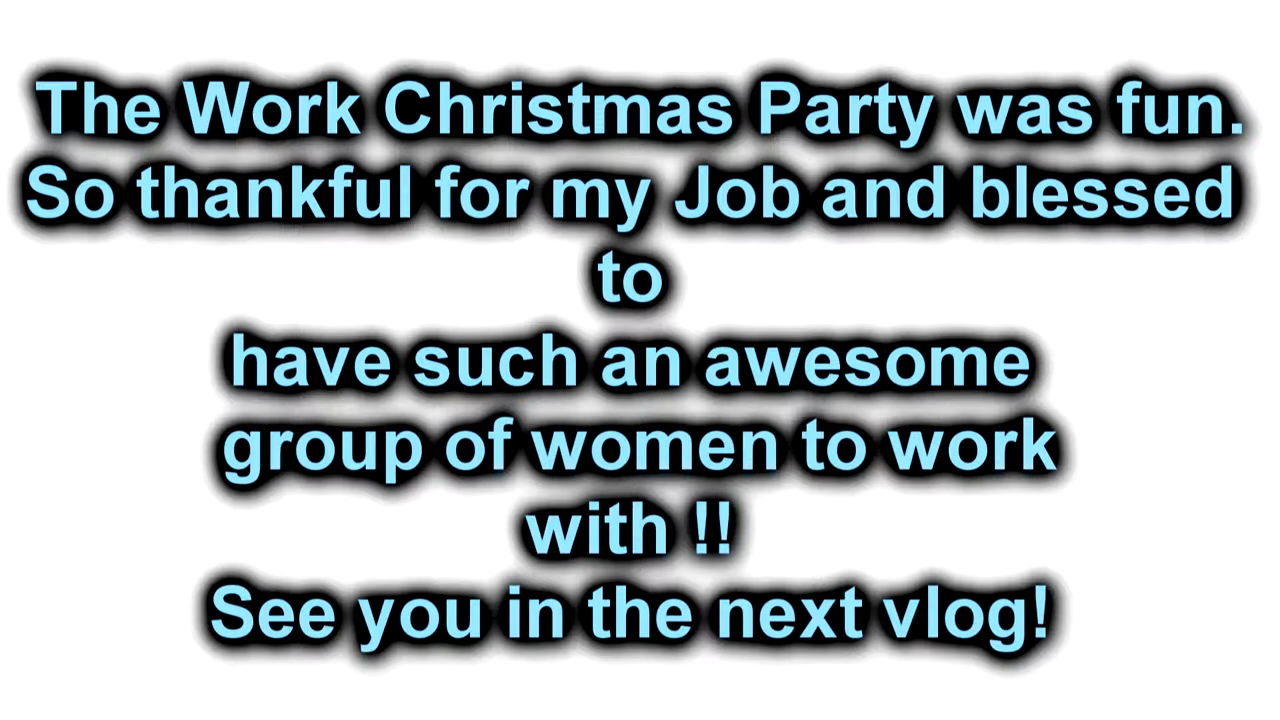 The Work Christmas Party was fun.
So thankful for my Job and blessed
to
have such an awesome
group of women to work
with !!
See you in the next vlog!